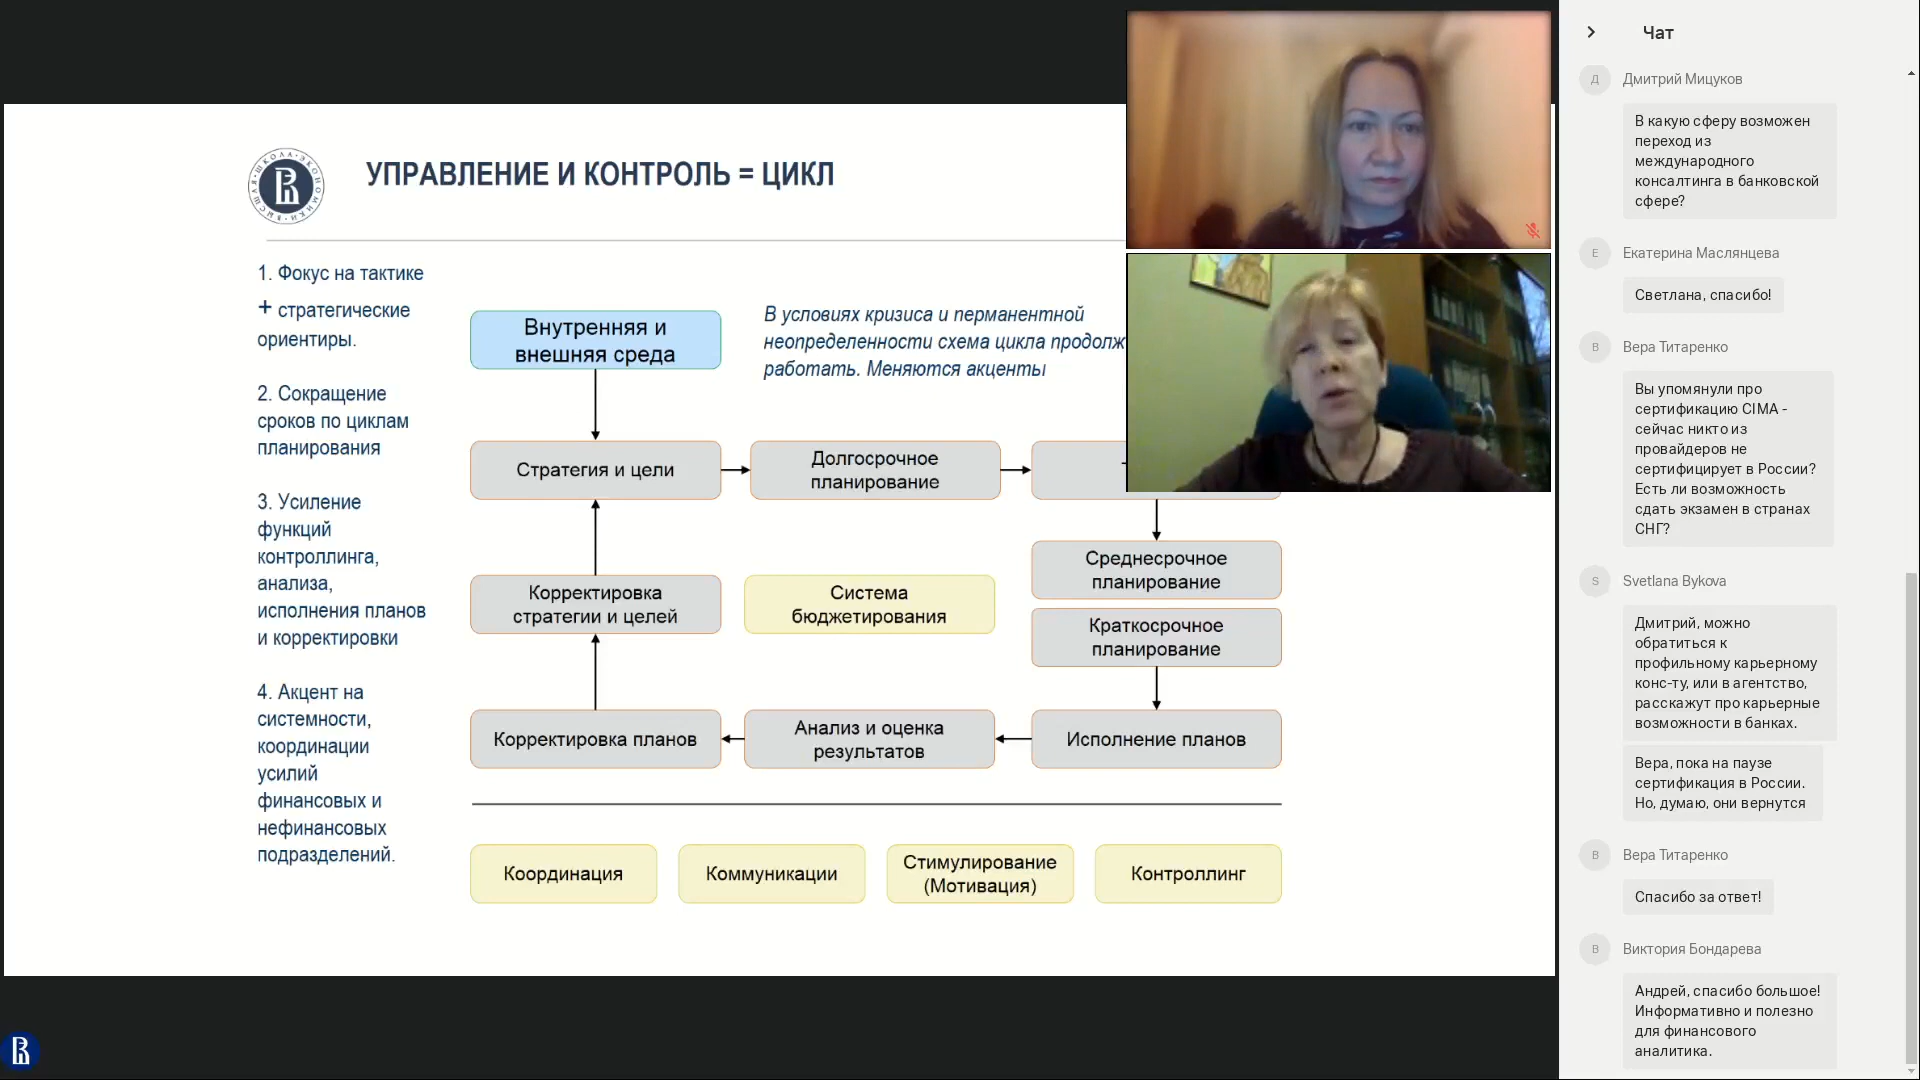 УПРАВЛЕНИЕ И КОНТРОЛЬ = ЦИКЛ
ВЫСШАЯ ШКОЛА ЭКОНОМИКИ
1. Фокус на тактике
+ стратегические
ориентиры.
2. Сокращение
сроков по циклам
планирования
3. Усиление
функций
контроллинга,
анализа,
исполнения планов
и корректировки
4. Акцент на
системности,
координации
усилий
финансовых и
нефинансовых
подразделений.
Внутренняя и
внешняя среда
В условиях кризиса и перманентной
неопределенности схема цикла продолж
работать. Меняются акценты
Стратегия и цели
Долгосрочное
планирование
Среднесрочное
планирование
Корректировка
стратегии и целей
Система
бюджетирования
Краткосрочное
планирование
Корректировка планов
Анализ и оценка
результатов
Исполнение планов
Координация
Коммуникации
Стимулирование
(Мотивация)
Контроллинг
Чат
Д
Дмитрий Мицуков
В какую сферу возможен
переход из
международного
консалтинга в банковской
сфере?
Е
Екатерина Маслянцева
Светлана, спасибо!
В
Вера Титаренко
Вы упомянули про
сертификацию CIMA -
сейчас никто из
провайдеров не
сертифицирует в России?
Есть ли возможность
сдать экзамен в странах
СНГ?
S
Svetlana Bykova
Дмитрий, можно
обратиться к
профильному карьерному
конс-ту, или в агентство,
расскажут про карьерные
возможности в банках.
Вера, пока на паузе
сертификация в России.
Но, думаю, они вернутся
В
Вера Титаренко
Спасибо за ответ!
В
Виктория Бондарева
Андрей, спасибо большое!
Информативно и полезно
для финансового
аналитика.